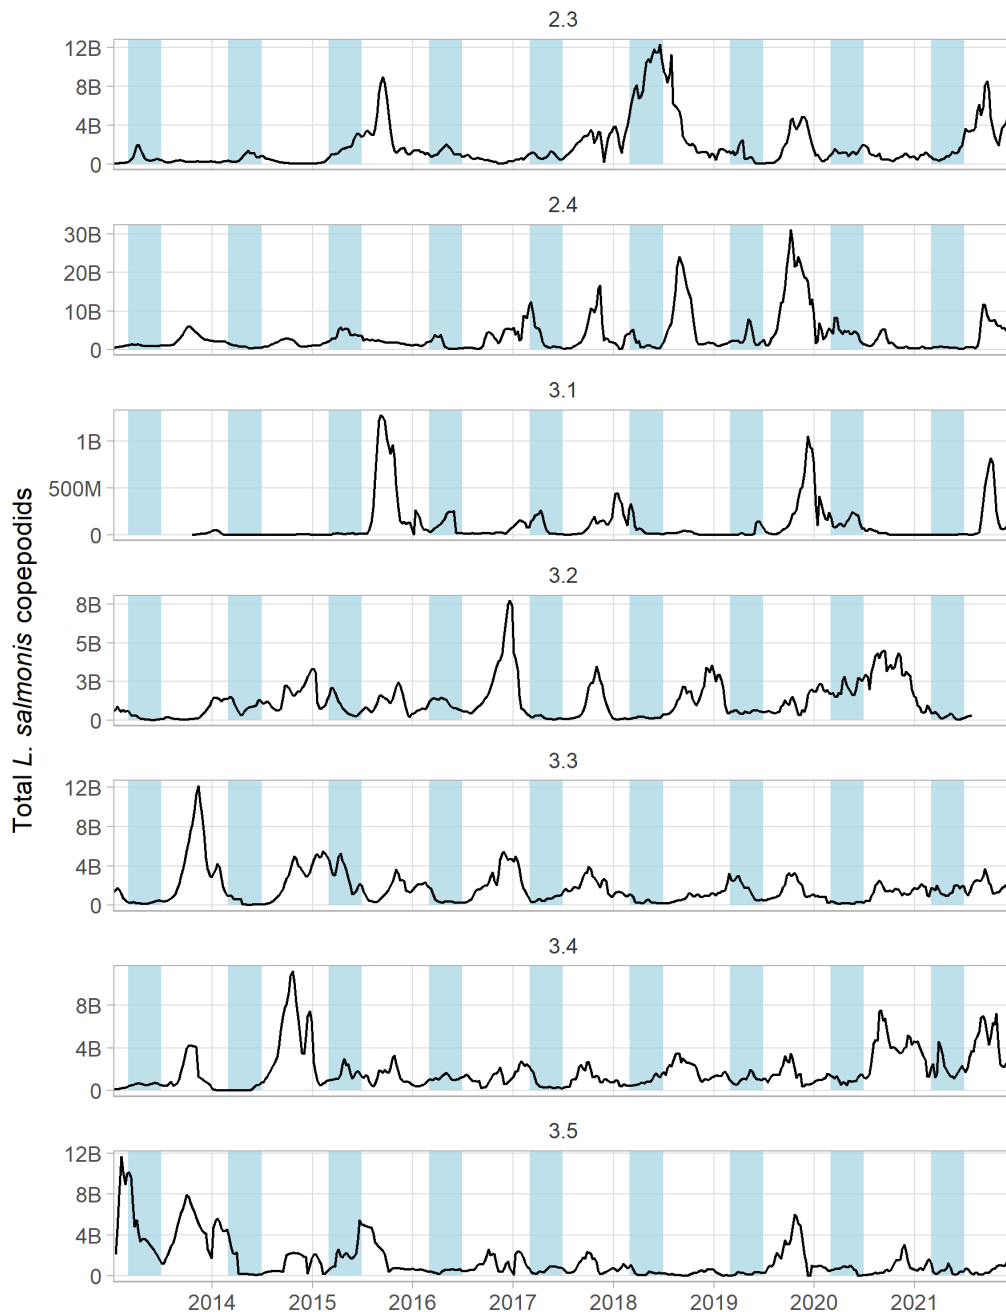 2.3
12B
8B
4B
0
2.4
30B
20B
10B
0
3.1
1B
500M
0
3.2
8B
5B
3B
0
3.3
12B
8B
4B
0
3.4
8B
4B
0
3.5
12B
8B
4B
0
2014 2015 2016 2017 2018 2019 2020 2021
Total L. salmonis copepodids